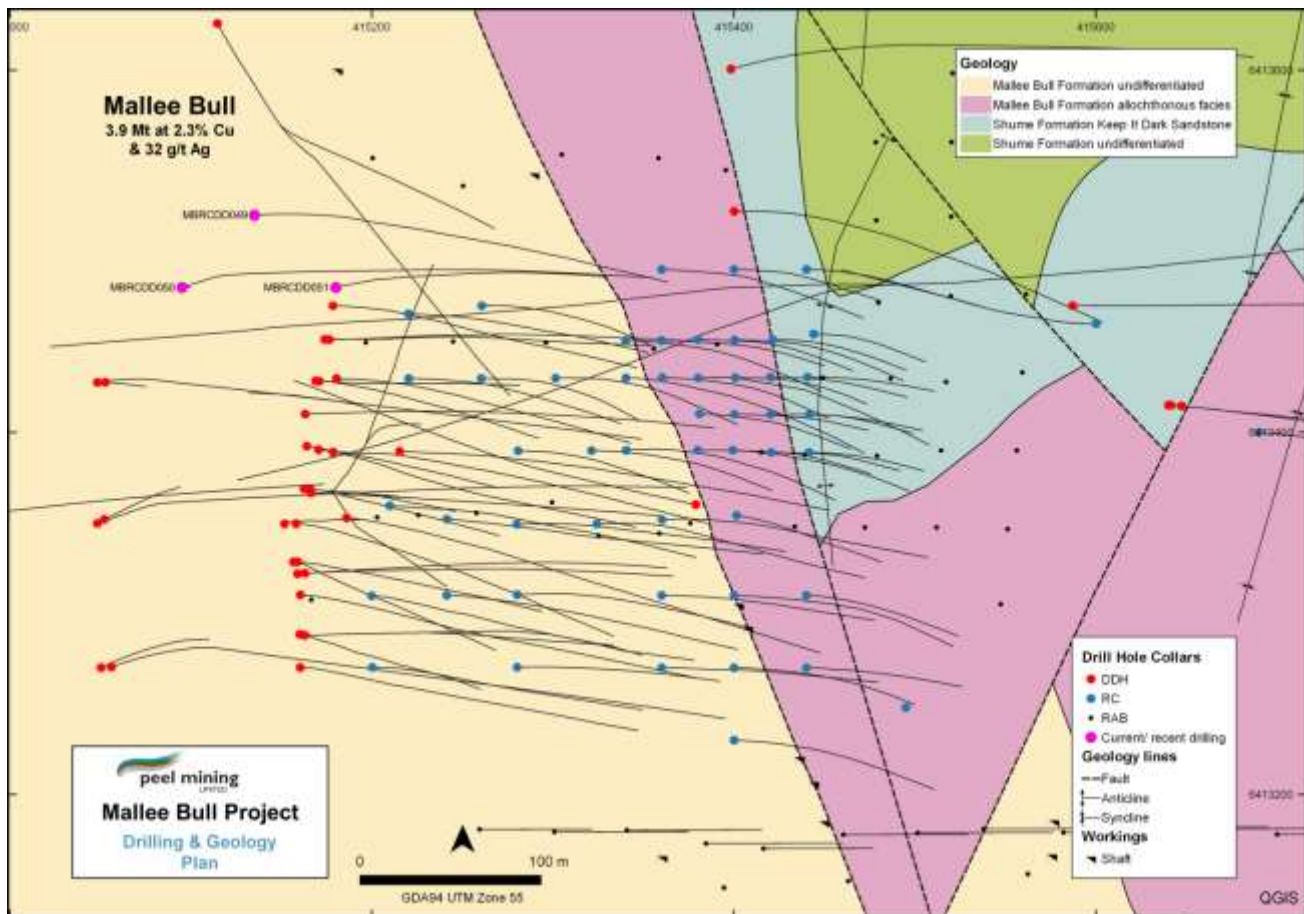 415200
415400
6413600
Geology
Mallee Bull Formation undifferentiated
Mallee Bull Formation allochthonous facies
Shume Formation Keep It Dark Sandstone
Shume Formation undifferentiated
Mallee Bull
3.9 Mt at 2.3% Cu
& 32 g/t Ag
MBRCDD049
MBRCDD050
MBRCDD051
Drill Hole Collars
DDH
RC
RAB
Current/ recent drilling
Geology lines
Fault
Anticline
Syncline
Workings
Shaft
peel mining
LIMITED
Mallee Bull Project
Drilling & Geology
Plan
6413200
0
100 m
GDA94 UTM Zone 55
QGIS